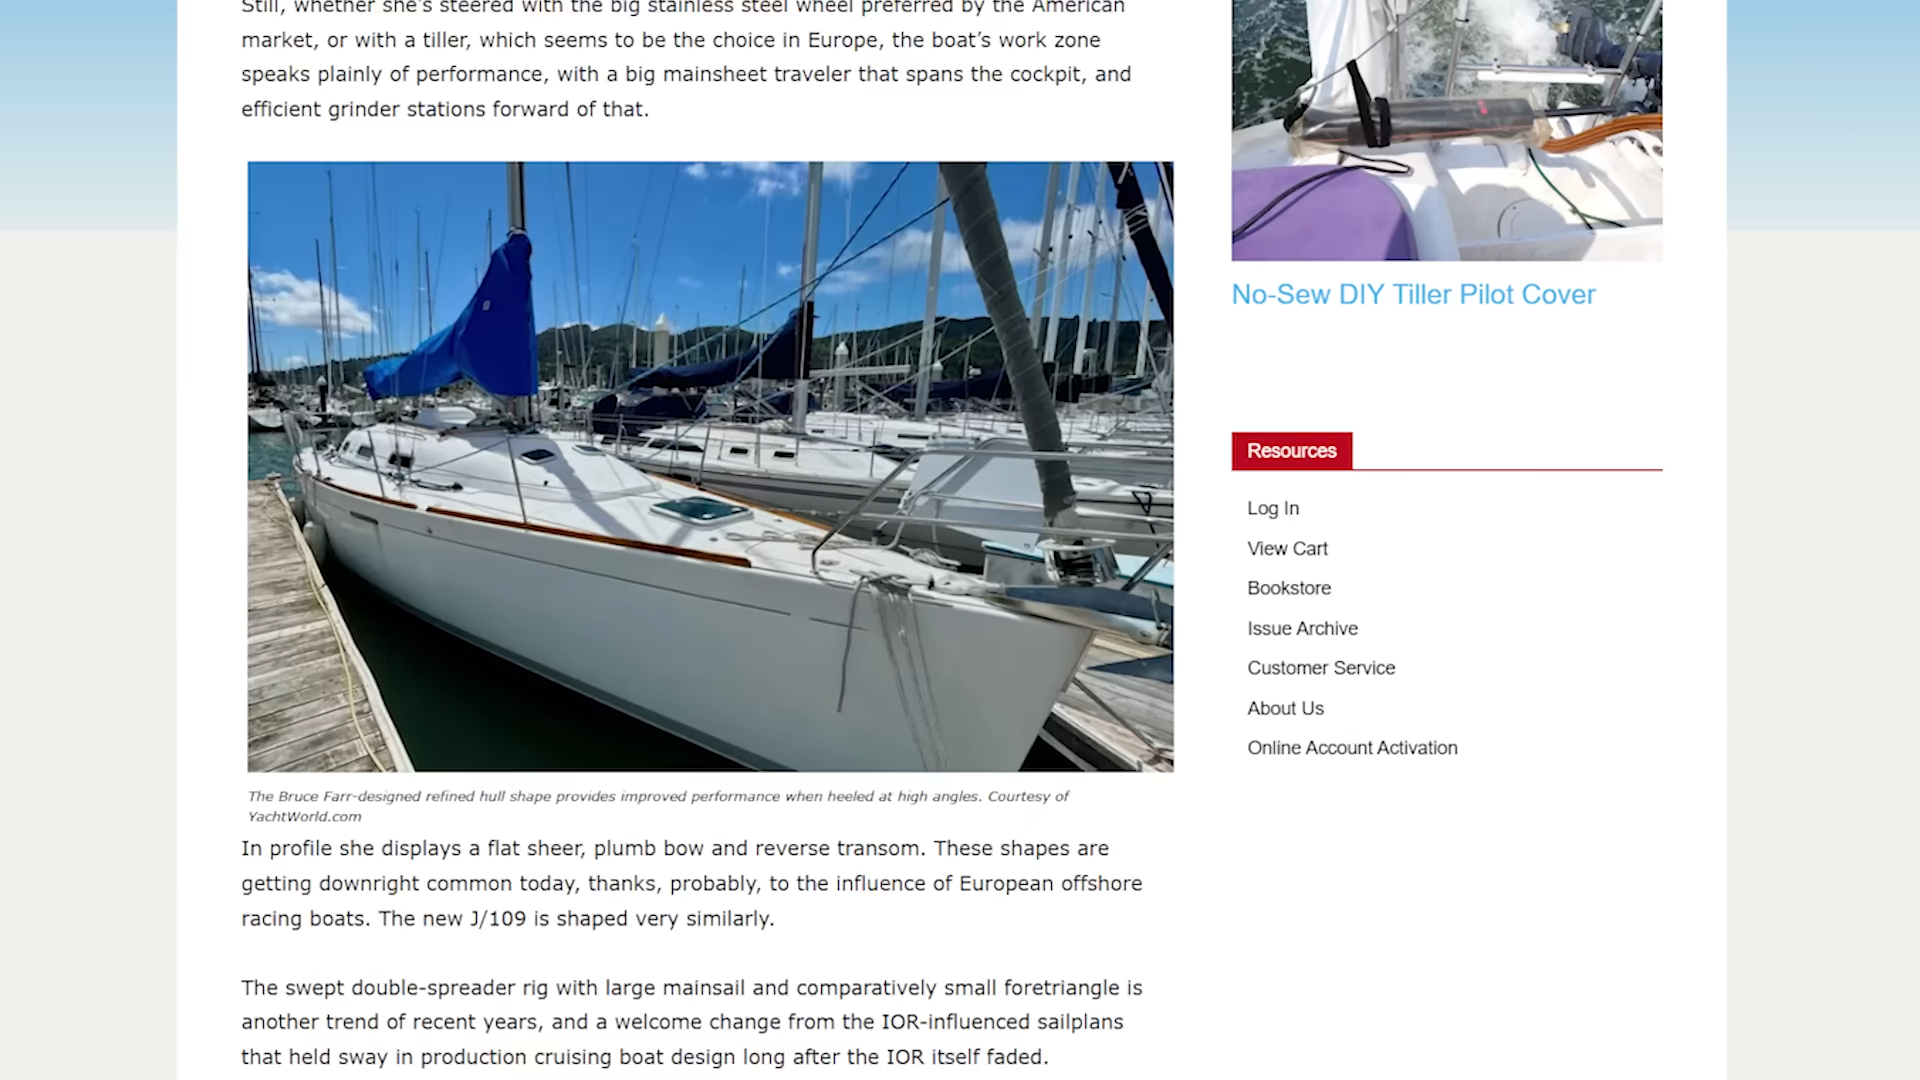 Still, whether she's steered with the big stainless steel wheel preferred by the American
market, or with a tiller, which seems to be the choice in Europe, the boat’s work zone
speaks plainly of performance, with a big mainsheet traveler that spans the cockpit, and
efficient grinder stations forward of that.
The Bruce Farr-designed refined hull shape provides improved performance when heeled at high angles. Courtesy of
YachtWorld.com
In profile she displays a flat sheer, plumb bow and reverse transom. These shapes are
getting downright common today, thanks, probably, to the influence of European offshore
racing boats. The new J/109 is shaped very similarly.
The swept double-spreader rig with large mainsail and comparatively small foretriangle is
another trend of recent years, and a welcome change from the IOR-influenced sailplans
that held sway in production cruising boat design long after the IOR itself faded.
No-Sew DIY Tiller Pilot Cover
Resources
Log In
View Cart
Bookstore
Issue Archive
Customer Service
About Us
Online Account Activation